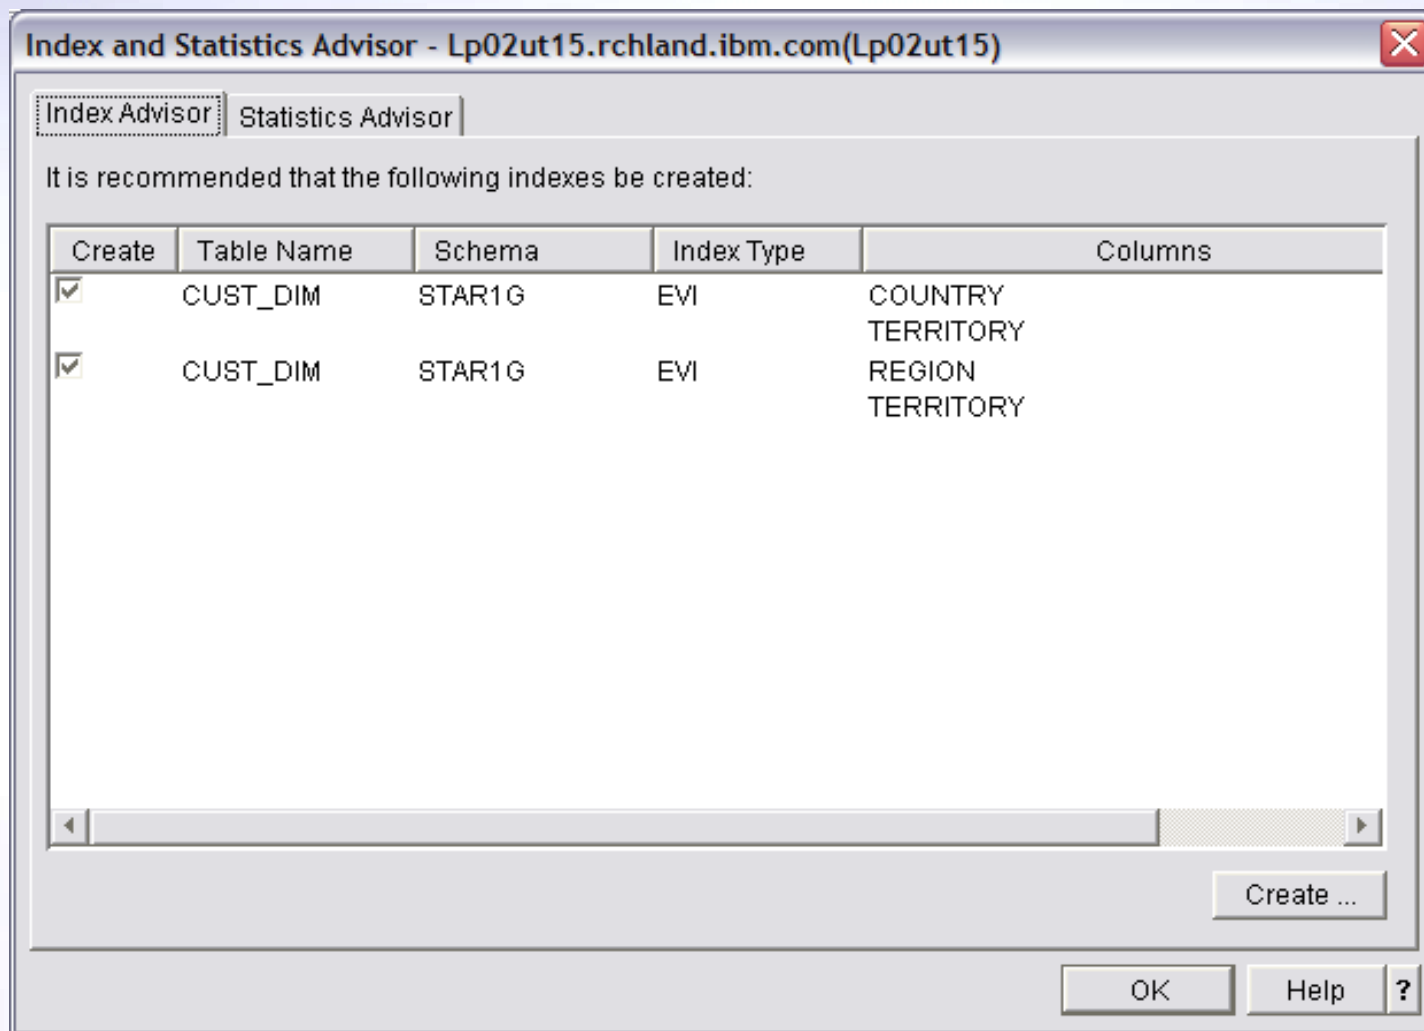 Index and Statistics Advisor - Lp02ut15.rchland.ibm.com(Lp02ut15)
Index Advisor Statistics Advisor
It is recommended that the following indexes be created:
Create Table Name Schema Index Type Columns
CUST_DIM STAR1G EVI COUNTRY
TERRITORY
CUST_DIM STAR1G EVI REGION
TERRITORY
Create ...
OK Help ?